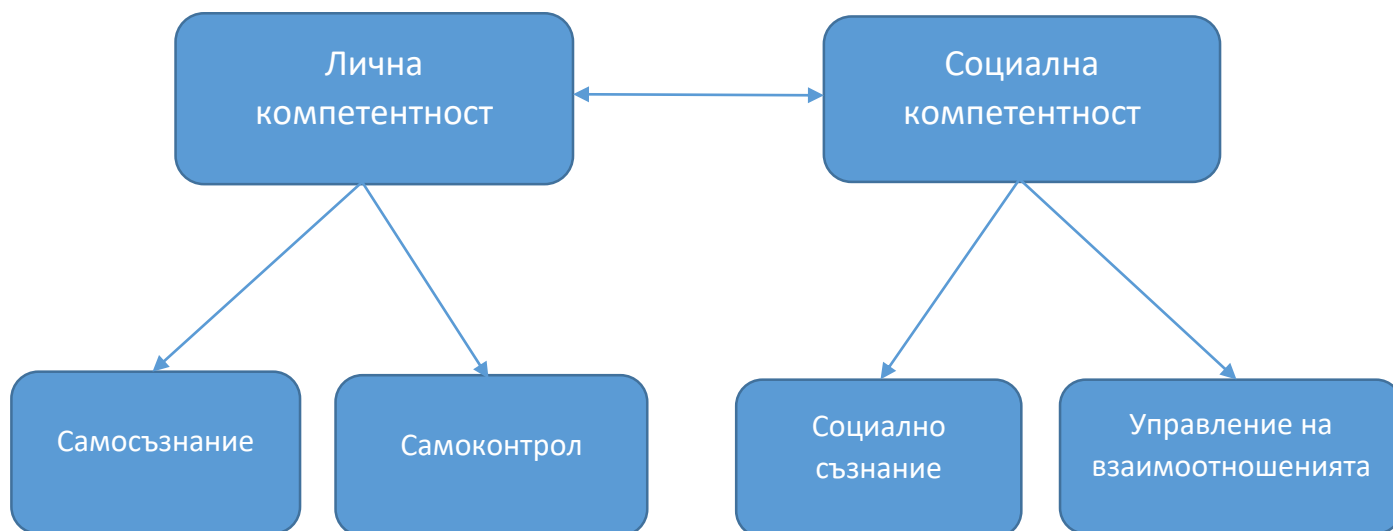 Лична
компетентност
Социална
компетентност
Самосъзнание
Самоконтрол
Социално
съзнание
Управление на
взаимоотношенията